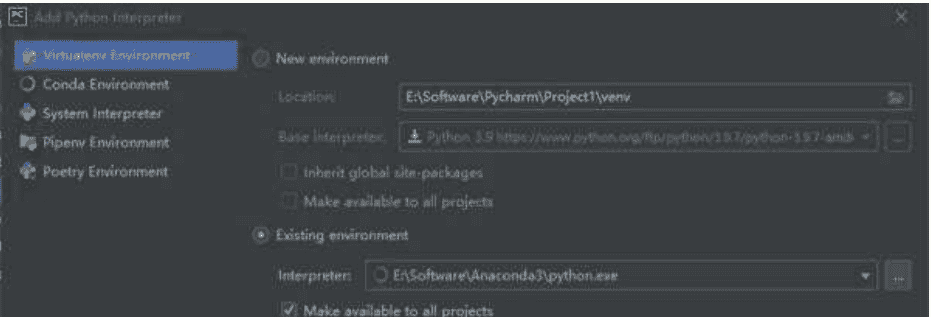 PC Add Python Interpreter
Virtualenv Environment
Conda Environment
System Interpreter
Pipenv Environment
Poetry Environment
New environment
Location: E:\Software\Pycharm\Project1\venv
Base interpreter: Python 3.9 https://www.python.org/ftp/python/3.9.7/python-3.9.7-amd6
Inherit global site-packages
Make available to all projects
Existing environment
Interpreter: E:\Software\Anaconda3\python.exe ...
Make available to all projects